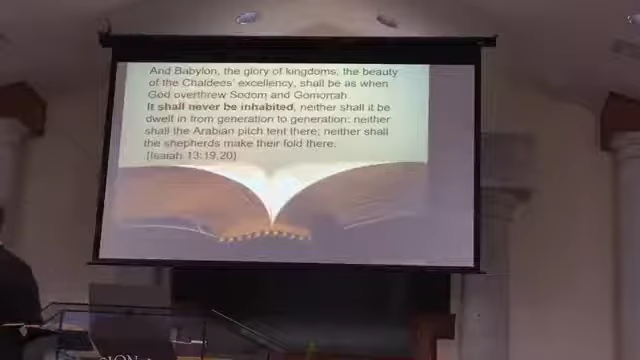 And Babylon, the glory of kingdoms, the beauty
of the Chaldees' excellency, shall be as when
God overthrew Sodom and Gomorrah.
It shall never be inhabited, neither shall it be
dwelt in from generation to generation: neither
shall the Arabian pitch tent there; neither shall
the shepherds make their fold there.
(Isaiah 13:19,20)